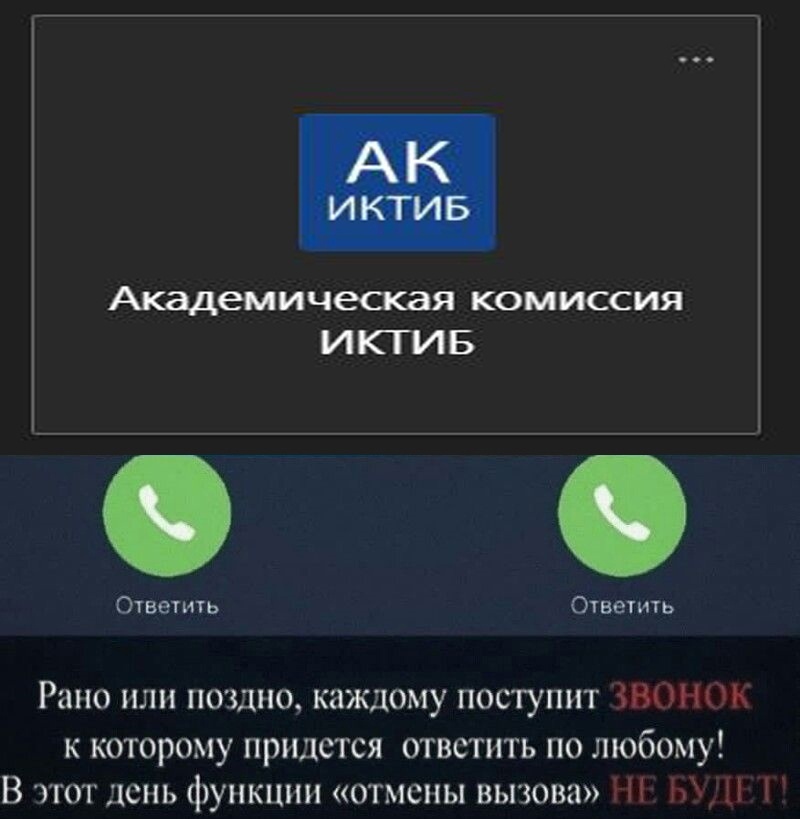 АК
ИКТИБ
Академическая комиссия
ИКТИБ
Ответить
Ответить
Рано или поздно, каждому поступит ЗВОНОК
к которому придется ответить по любому!
В этот день функции «отмены вызова» НЕ БУДЕТ!